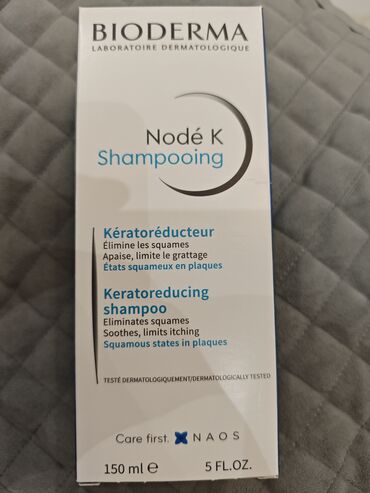 BIODERMA
LABORATOIRE DERMATOLOGIQUE
Nodé K
Shampooing
Kératoréducteur
Élimine les squames
Apaise, limite le grattage
États squameux en plaques
Keratoreducing
shampoo
Eliminates squames
Soothes, limits itching
Squamous states in plaques
TESTÉ DERMATOLOGIQUEMENT/DERMATOLOGICALLY TESTED
Care first. NAOS
150 ml e 5 FL.OZ.